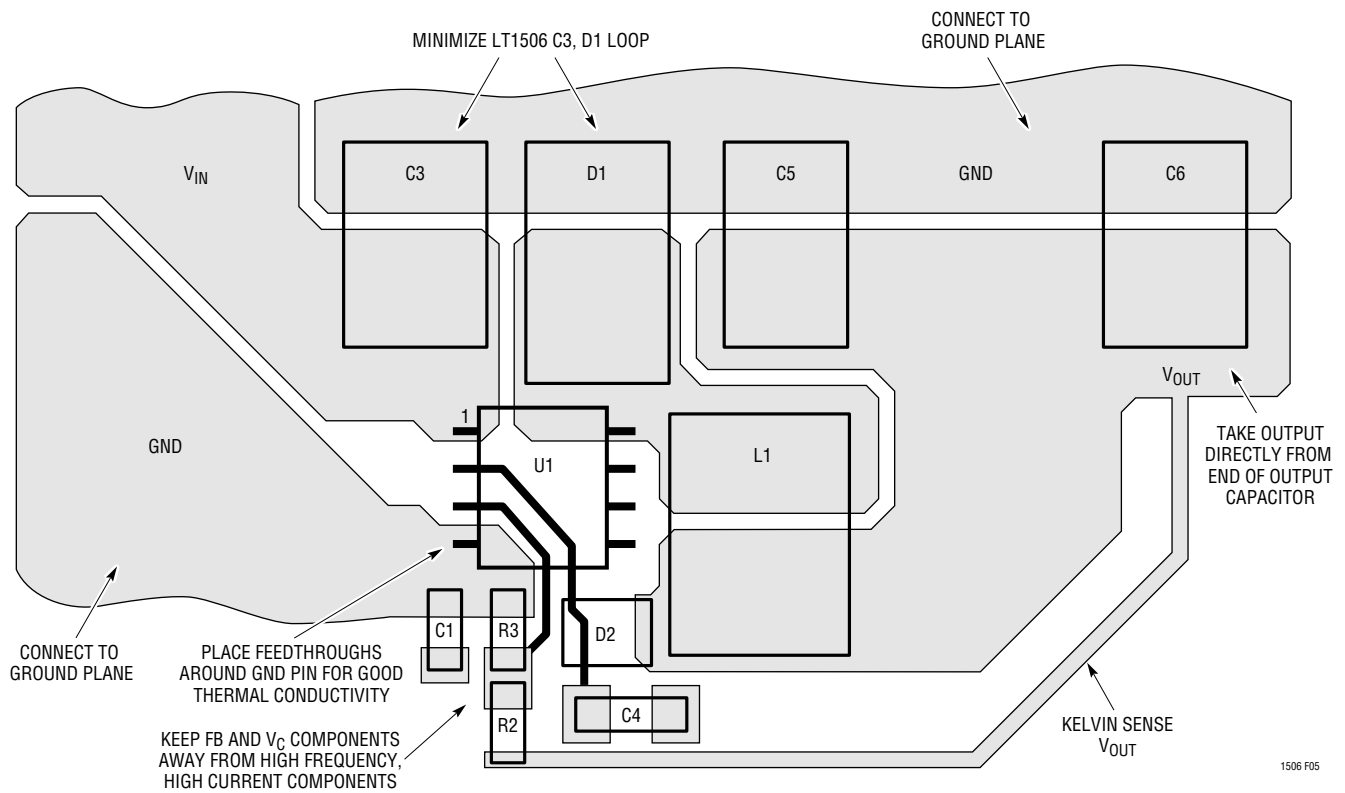 CONNECT TO
GROUND PLANE
MINIMIZE LT1506 C3, D1 LOOP
VIN
C3
D1
C5
GND
C6
VOUT
1
U1
L1
GND
TAKE OUTPUT
DIRECTLY FROM
END OF OUTPUT
CAPACITOR
C1
R3
D2
CONNECT TO
GROUND PLANE
PLACE FEEDTHROUGHS
AROUND GND PIN FOR GOOD
THERMAL CONDUCTIVITY
C4
R2
KELVIN SENSE
VOUT
KEEP FB AND VC COMPONENTS
AWAY FROM HIGH FREQUENCY,
HIGH CURRENT COMPONENTS
1506 F05